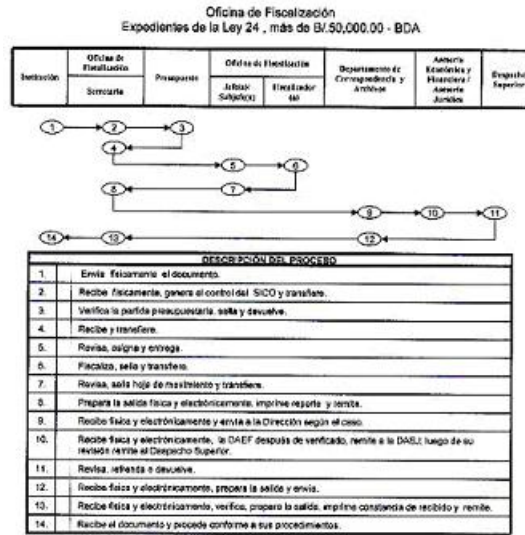 Oficina de Fiscalización
Expedientes de la Ley 24 , más de B/.50,000.00 - BDA
Institución
Oficina de
Fiscalización
Secretaria
Presupuesto
Oficina de Fiscalización
Jefe(a)/
Subjefe(a)
Fiscalizador
(a)
Departamento de
Correspondencia y
Archivos
Asesoría
Económica y
Financiera /
Asesoría
Jurídica
Despacho
Superior
1 2 3
4
5 6
8 7
9 10 11
14 13 12
DESCRIPCIÓN DEL PROCESO
1. Envía físicamente el documento.
2. Recibe físicamente, genera el control del SICO y transfiere.
3. Verifica la partida presupuestaria, sella y devuelve.
4. Recibe y transfiere.
5. Revisa, asigna y entrega.
6. Fiscaliza, sella y transfiere.
7. Revisa, sella hoja de movimiento y transfiere.
8. Prepara la salida física y electrónicamente, imprime reporte y remite.
9. Recibe física y electrónicamente y envía a la Dirección según el caso.
10. Recibe física y electrónicamente, la DAEF después de verificado, remite a la DASJ; luego de su
revisión remite al Despacho Superior.
11. Revisa, refrenda o devuelve.
12. Recibe física y electrónicamente, prepara la salida y envía.
13. Recibe física y electrónicamente, verifica, prepara la salida, imprime constancia de recibido y remite.
14. Recibe el documento y procede conforme a sus procedimientos.